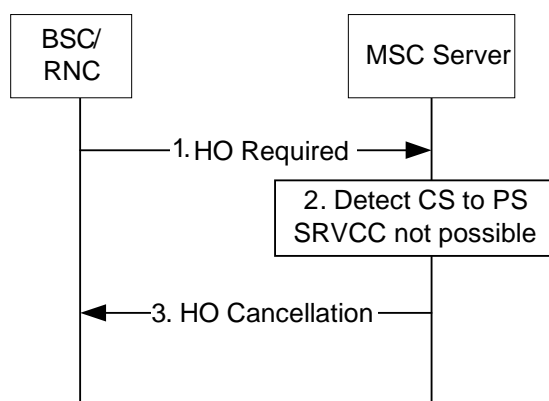 BSC/
RNC
MSC Server
1. HO Required
2. Detect CS to PS
SRVCC not possible
3. HO Cancellation